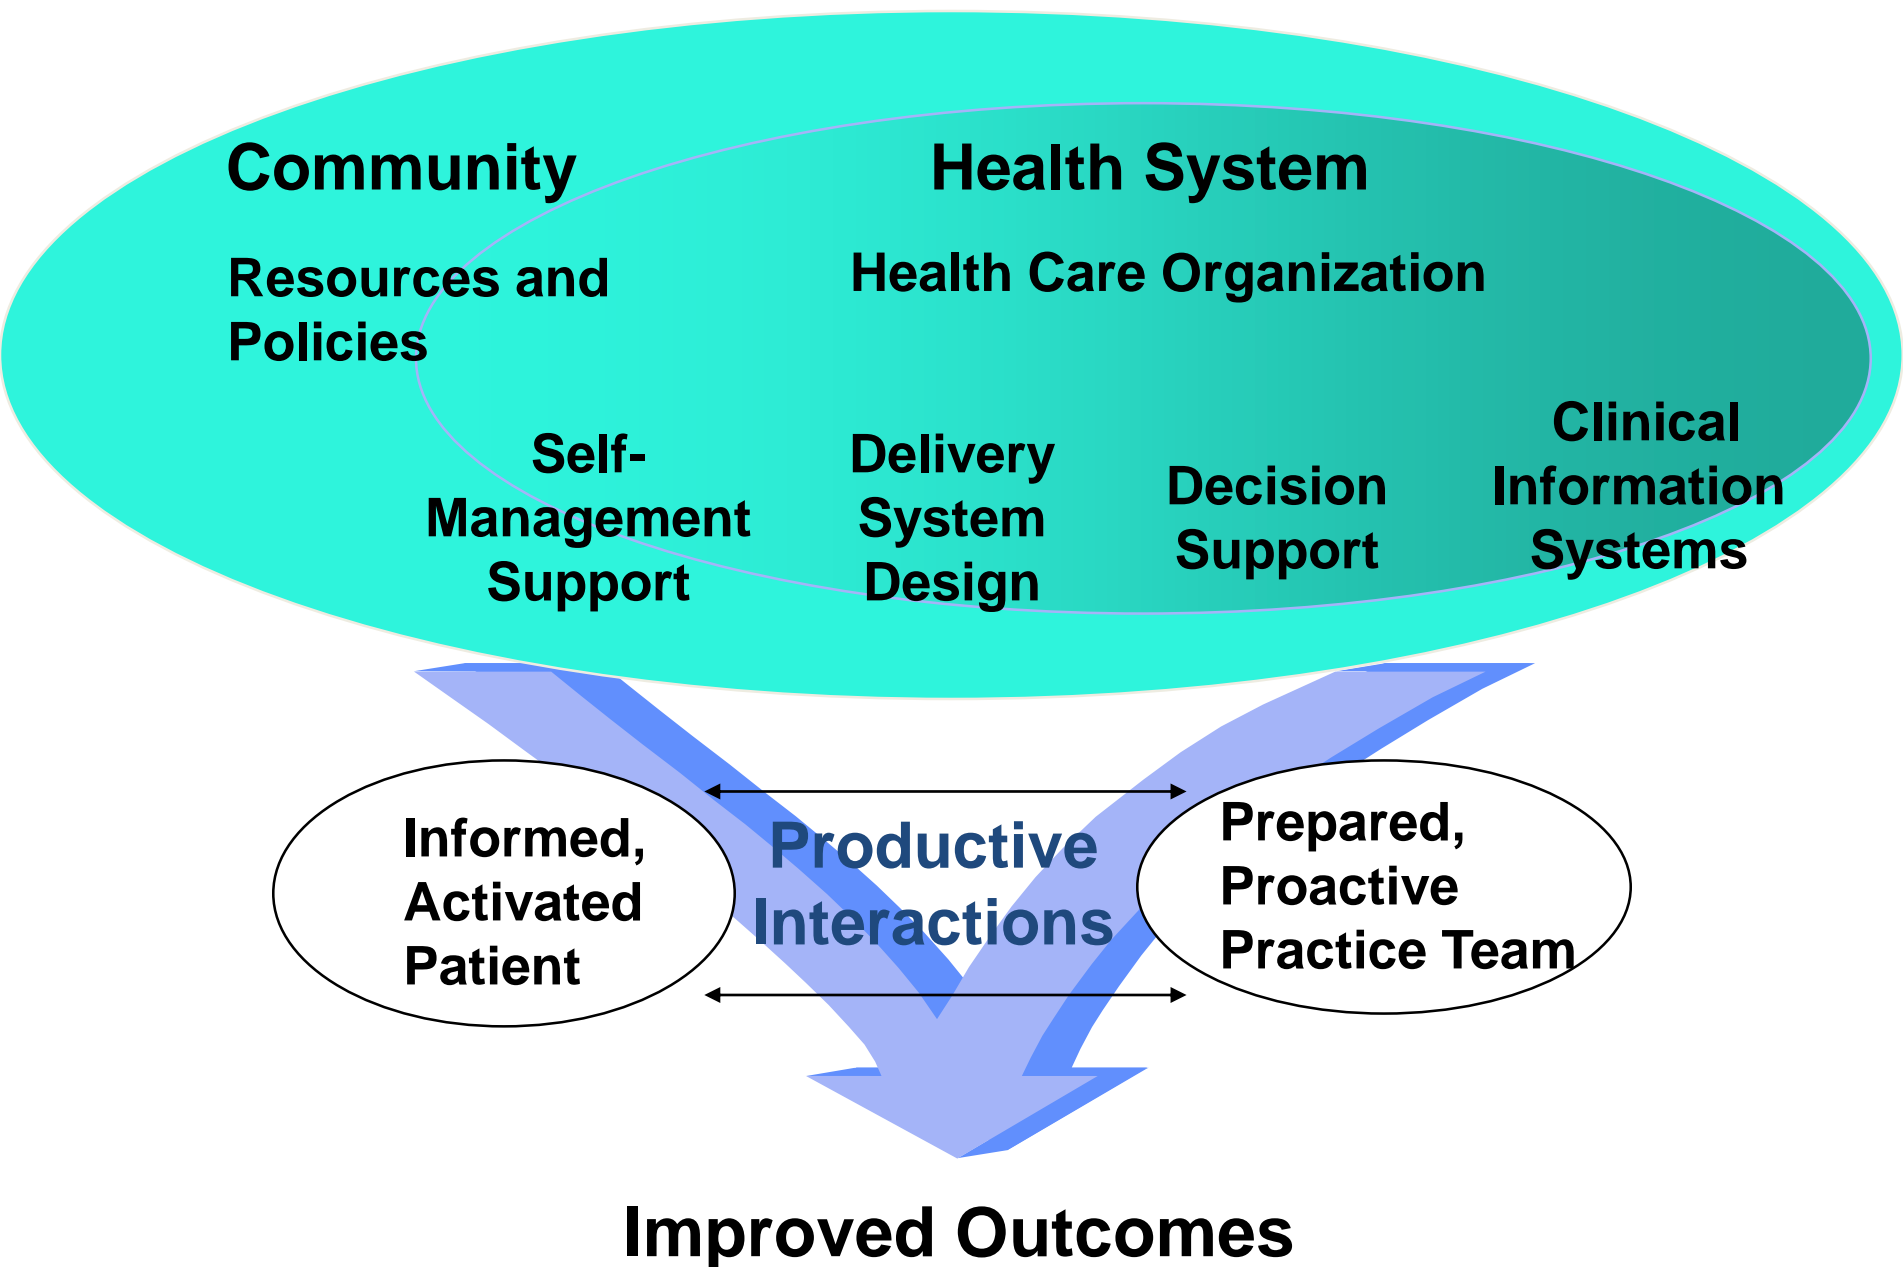 Community
Health System
Resources and
Policies
Health Care Organization
Self-
Management
Support
Delivery
System
Design
Decision
Support
Clinical
Information
Systems
Informed,
Activated
Patient
Productive
Interactions
Prepared,
Proactive
Practice Team
Improved Outcomes